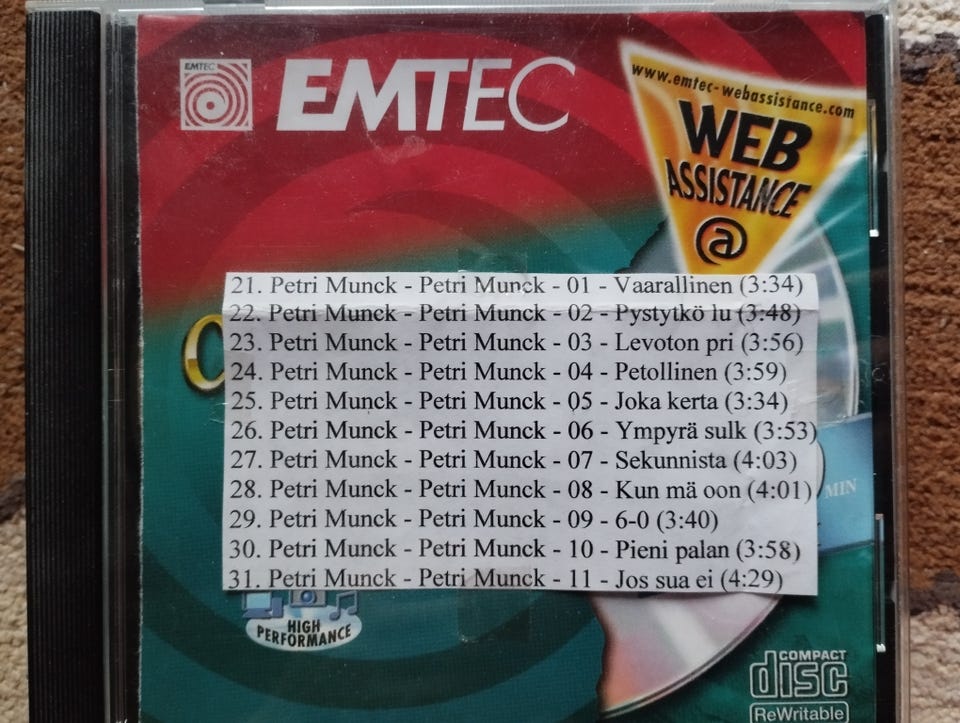 EMTEC
EMTEC
www.emtec-webassistance.com
WEB
ASSISTANCE
@
21. Petri Munck - Petri Munck - 01 - Vaarallinen (3:34)
22. Petri Munck - Petri Munck - 02 - Pystytkö lu (3:48)
23. Petri Munck - Petri Munck - 03 - Levoton pri (3:56)
24. Petri Munck - Petri Munck - 04 - Petollinen (3:59)
25. Petri Munck - Petri Munck - 05 - Joka kerta (3:34)
26. Petri Munck - Petri Munck - 06 - Ympyrä sulk (3:53)
27. Petri Munck - Petri Munck - 07 - Sekunnista (4:03)
28. Petri Munck - Petri Munck - 08 - Kun mä oon (4:01)
MIN
29. Petri Munck - Petri Munck - 09 - 6-0 (3:40)
30. Petri Munck - Petri Munck - 10 - Pieni palan (3:58)
31. Petri Munck - Petri Munck - 11 - Jos sua ei (4:29)
HIGH
PERFORMANCE
COMPACT
disc
ReWritable